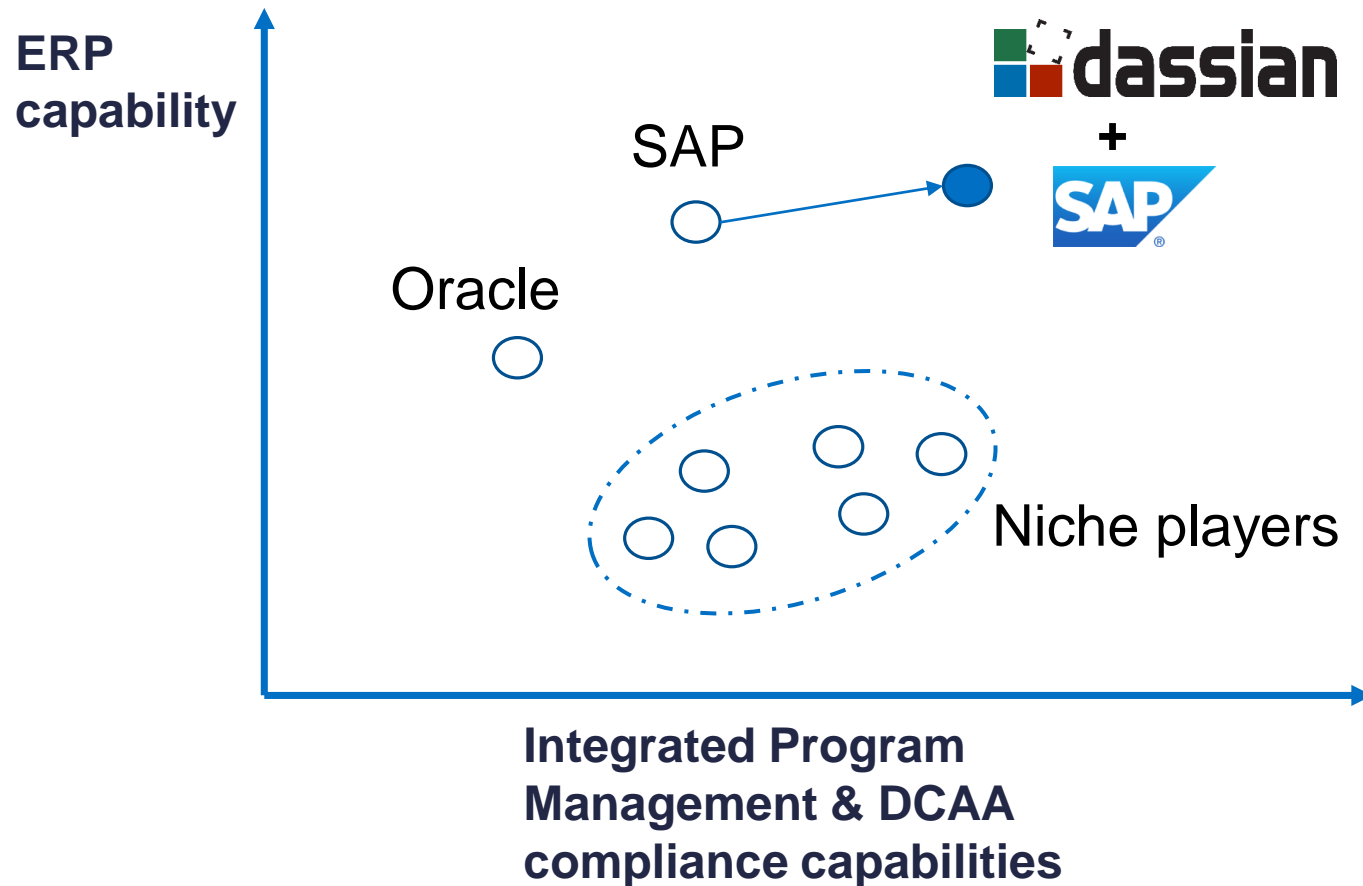 ERP
capability
dassian
+
SAP
®
SAP
Oracle
Niche players
Integrated Program
Management & DCAA
compliance capabilities